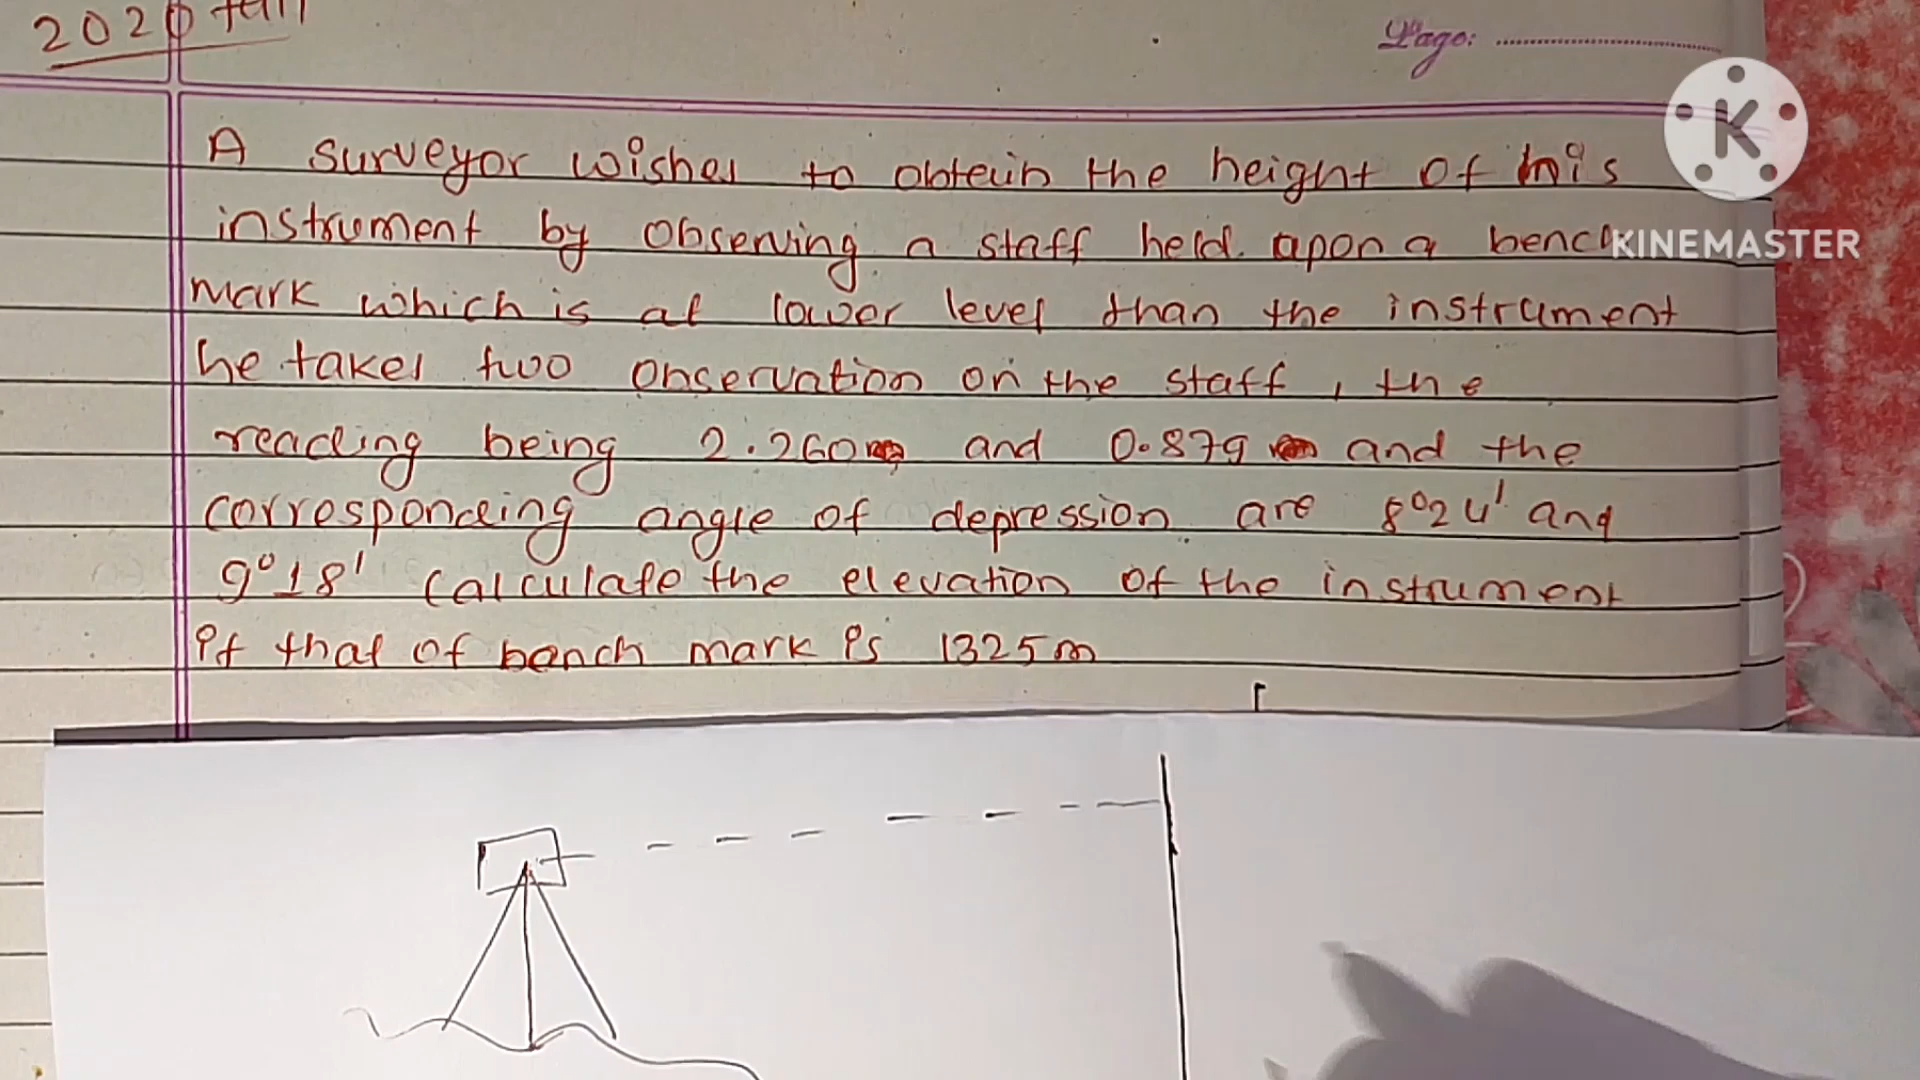 2020 fall
Page:
A surveyor wishes to obtein the height of his
instrument by observing a staff held apon a bench
KINEMASTER
mark which is at lower level than the instrument
he takes two observation on the staff, the
reading being 2.260m and 0.879 m and the
corresponding angle of depression are 8°24' and
9°18' calculate the elevation of the instrument
if that of bench mark is 1325m